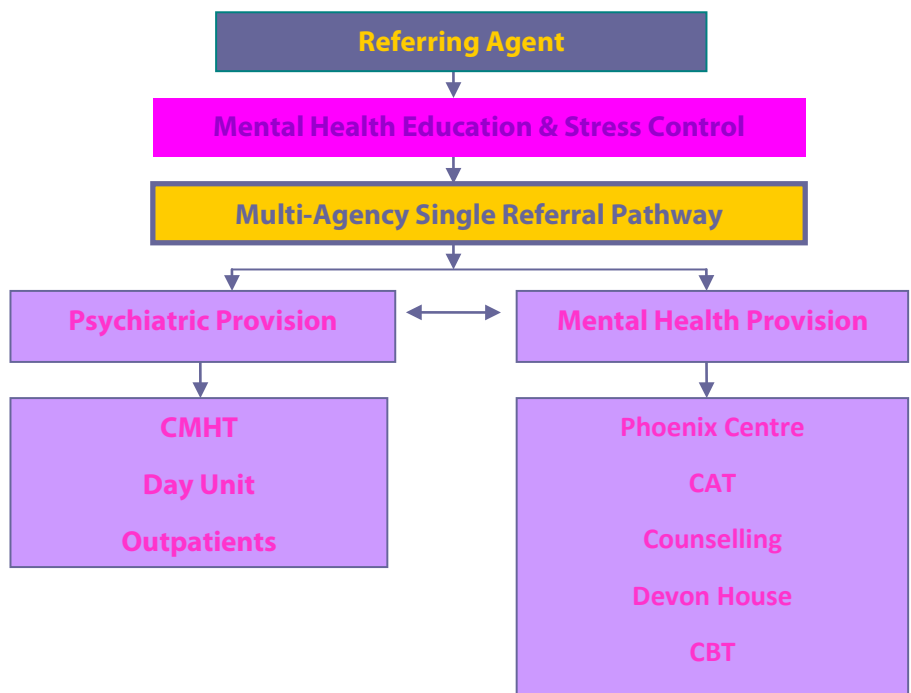 Referring Agent
Mental Health Education & Stress Control
Multi-Agency Single Referral Pathway
Psychiatric Provision
Mental Health Provision
CMHT
Day Unit
Outpatients
Phoenix Centre
CAT
Counselling
Devon House
CBT